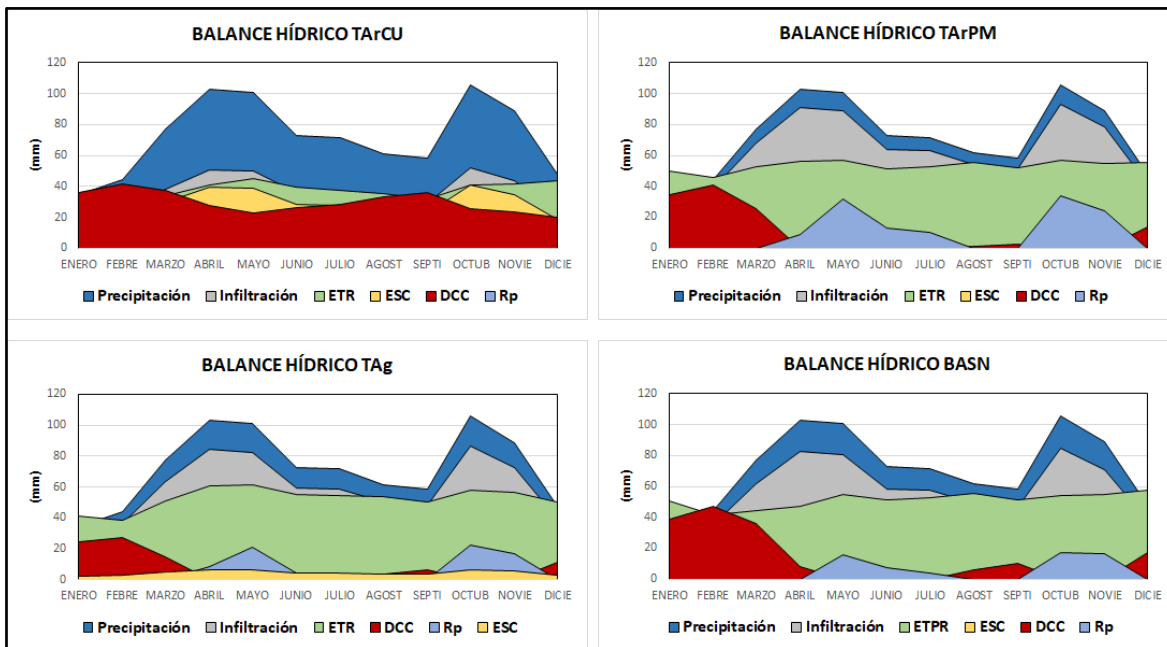 BALANCE HÍDRICO TArCU
120
100
80
60
40
20
0
(mm)
ENERO FEBRE MARZO ABRIL MAYO JUNIO JULIO AGOST SEPTI OCTUB NOVIE DICIE
Precipitación Infiltración ETR ESC DCC Rp
BALANCE HÍDRICO TArPM
120
100
80
60
40
20
0
(mm)
ENERO FEBRE MARZO ABRIL MAYO JUNIO JULIO AGOST SEPTI OCTUB NOVIE DICIE
Precipitación Infiltración ETR ESC DCC Rp
BALANCE HÍDRICO TAg
120
100
80
60
40
20
0
(mm)
ENERO FEBRE MARZO ABRIL MAYO JUNIO JULIO AGOST SEPTI OCTUB NOVIE DICIE
Precipitación Infiltración ETR DCC Rp ESC
BALANCE HÍDRICO BASN
120
100
80
60
40
20
0
(mm)
ENERO FEBRE MARZO ABRIL MAYO JUNIO JULIO AGOST SEPTI OCTUB NOVIE DICIE
Precipitación Infiltración ETPR ESC DCC Rp